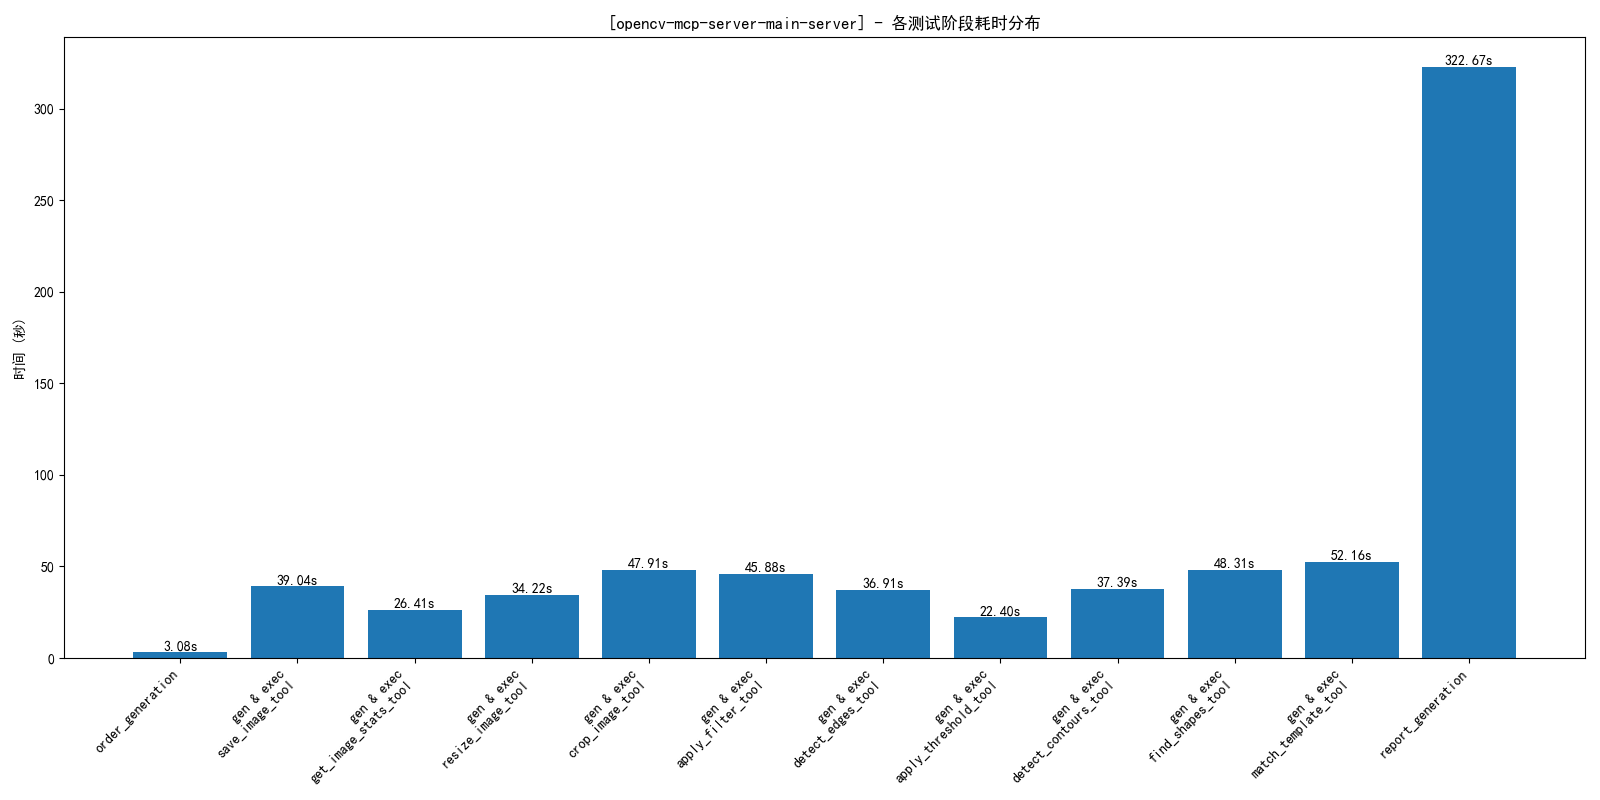 [opencv-mcp-server-main-server] - 各测试阶段耗时分布
时间 (秒)
300
250
200
150
100
50
0
3.08s
39.04s
26.41s
34.22s
47.91s
45.88s
36.91s
22.40s
37.39s
48.31s
52.16s
322.67s
order_generation
gen & exec
save_image_tool
gen & exec
get_image_stats_tool
gen & exec
resize_image_tool
gen & exec
crop_image_tool
gen & exec
apply_filter_tool
gen & exec
detect_edges_tool
gen & exec
apply_threshold_tool
gen & exec
detect_contours_tool
gen & exec
find_shapes_tool
gen & exec
match_template_tool
report_generation